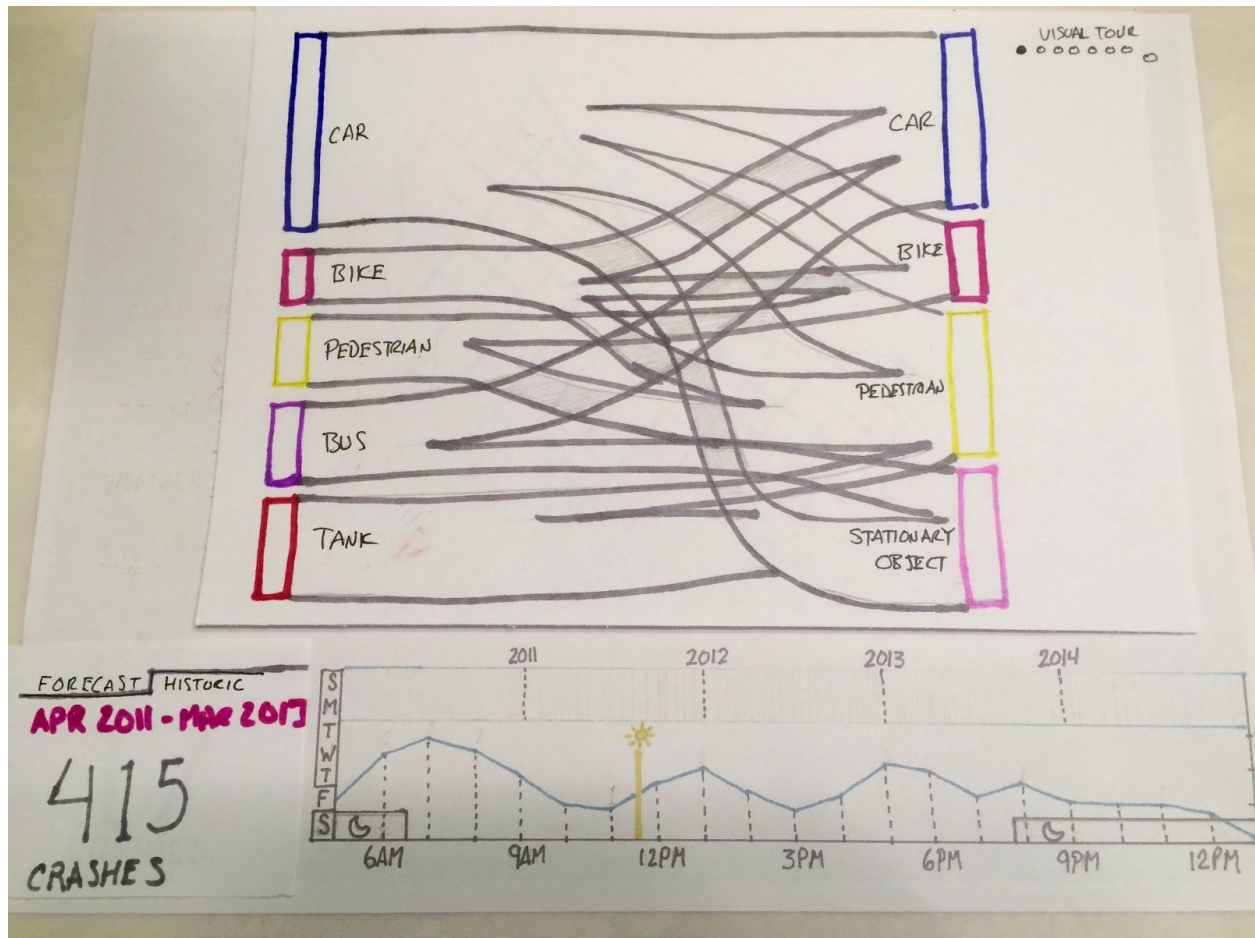 VISUAL TOUR
CAR
CAR
BIKE
BIKE
PEDESTRIAN
PEDESTRIAN
BUS
TANK
STATIONARY
OBJECT
FORECAST HISTORIC
APR 2011 - MAR 2013
415
CRASHES
2011 2012 2013 2014
S
M
T
W
T
F
S
6AM 9AM 12PM 3PM 6PM 9PM 12PM